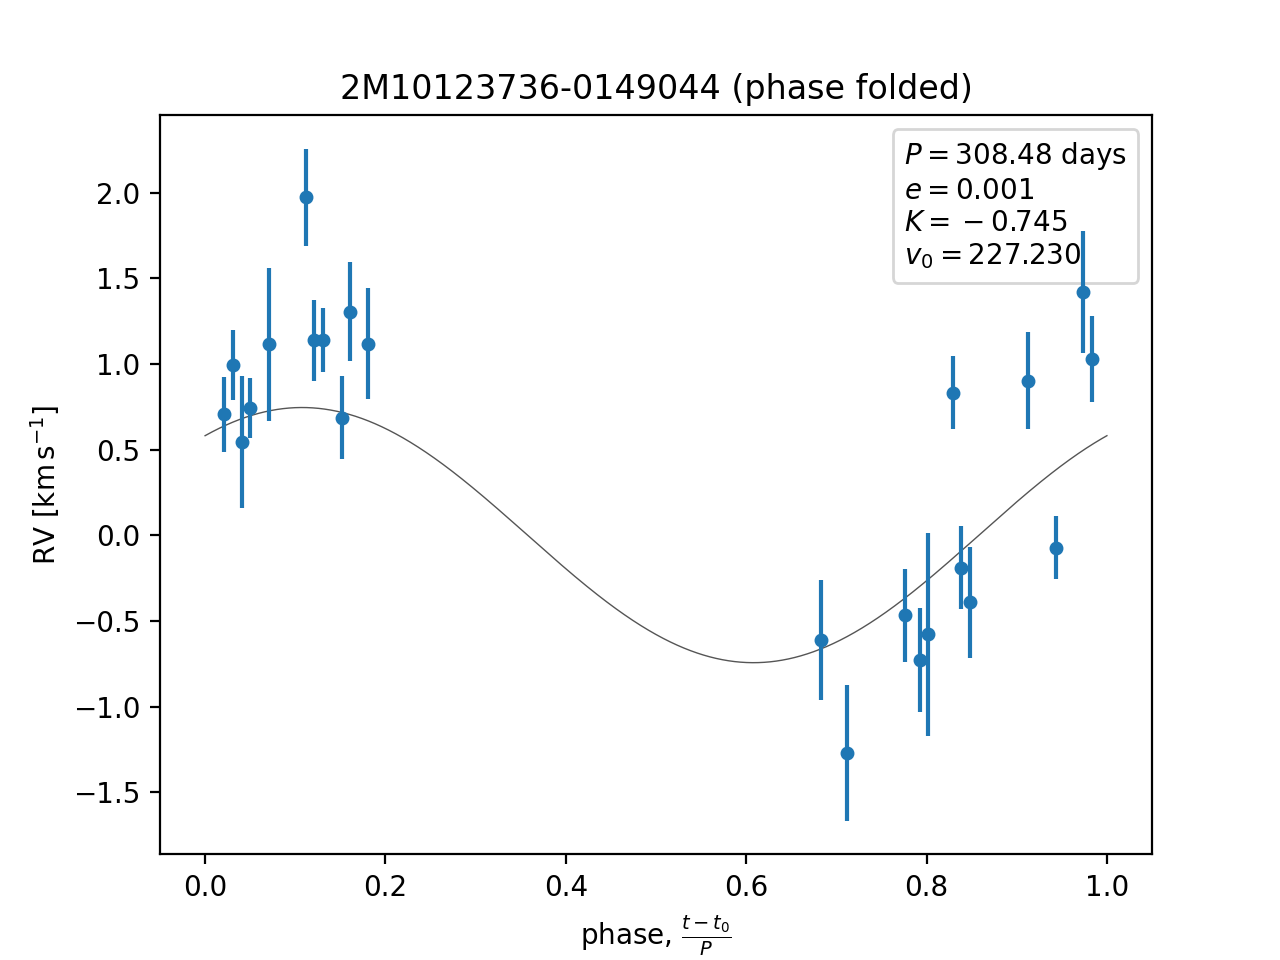 2M10123736-0149044 (phase folded)
P = 308.48 days
e = 0.001
K = −0.745
v₀ = 227.230
RV [km s⁻¹]
2.0
1.5
1.0
0.5
0.0
−0.5
−1.0
−1.5
0.0 0.2 0.4 0.6 0.8 1.0
phase, (t − t₀)/P